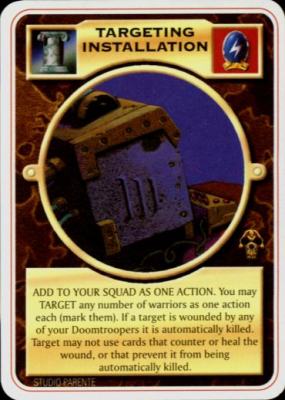 TARGETING
INSTALLATION
ADD TO YOUR SQUAD AS ONE ACTION. You may
TARGET any number of warriors as one action
each (mark them). If a target is wounded by any
of your Doomtroopers it is automatically killed.
Target may not use cards that counter or heal the
wound, or that prevent it from being
automatically killed.
STUDIO PARENTE